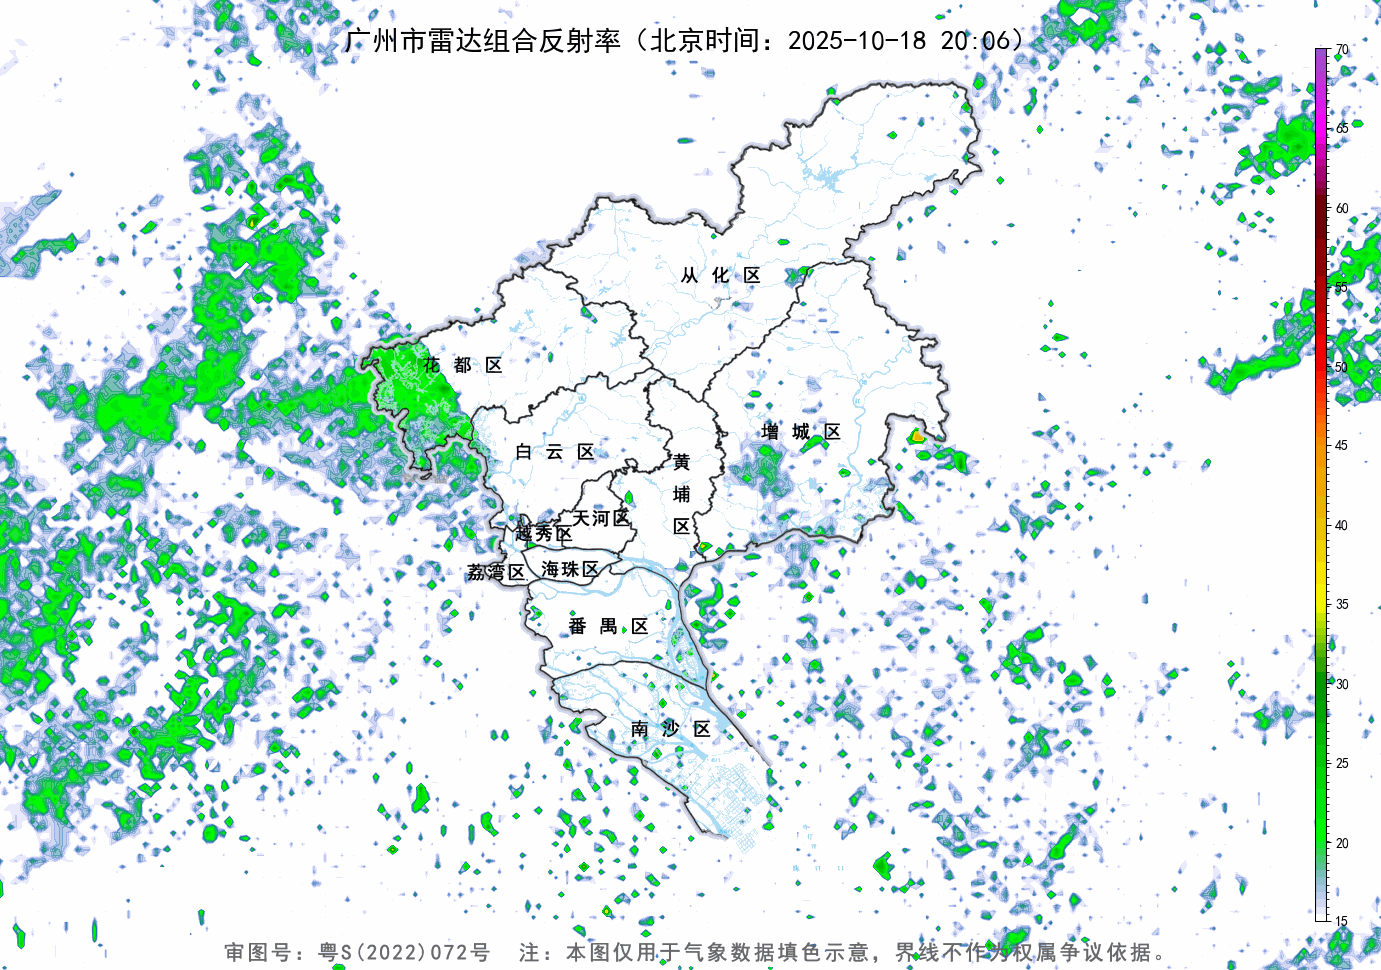 广州市雷达组合反射率（北京时间：2025-10-18 20:06）
70
65
60
55
50
45
40
35
30
25
20
15
从 化 区
花 都 区
增 城 区
白 云 区
黄
埔
区
天河区
越秀区
荔湾区
海珠区
番 禺 区
南 沙 区
审图号：粤S(2022)072号 注：本图仅用于气象数据填色示意，界线不作为权属争议依据。